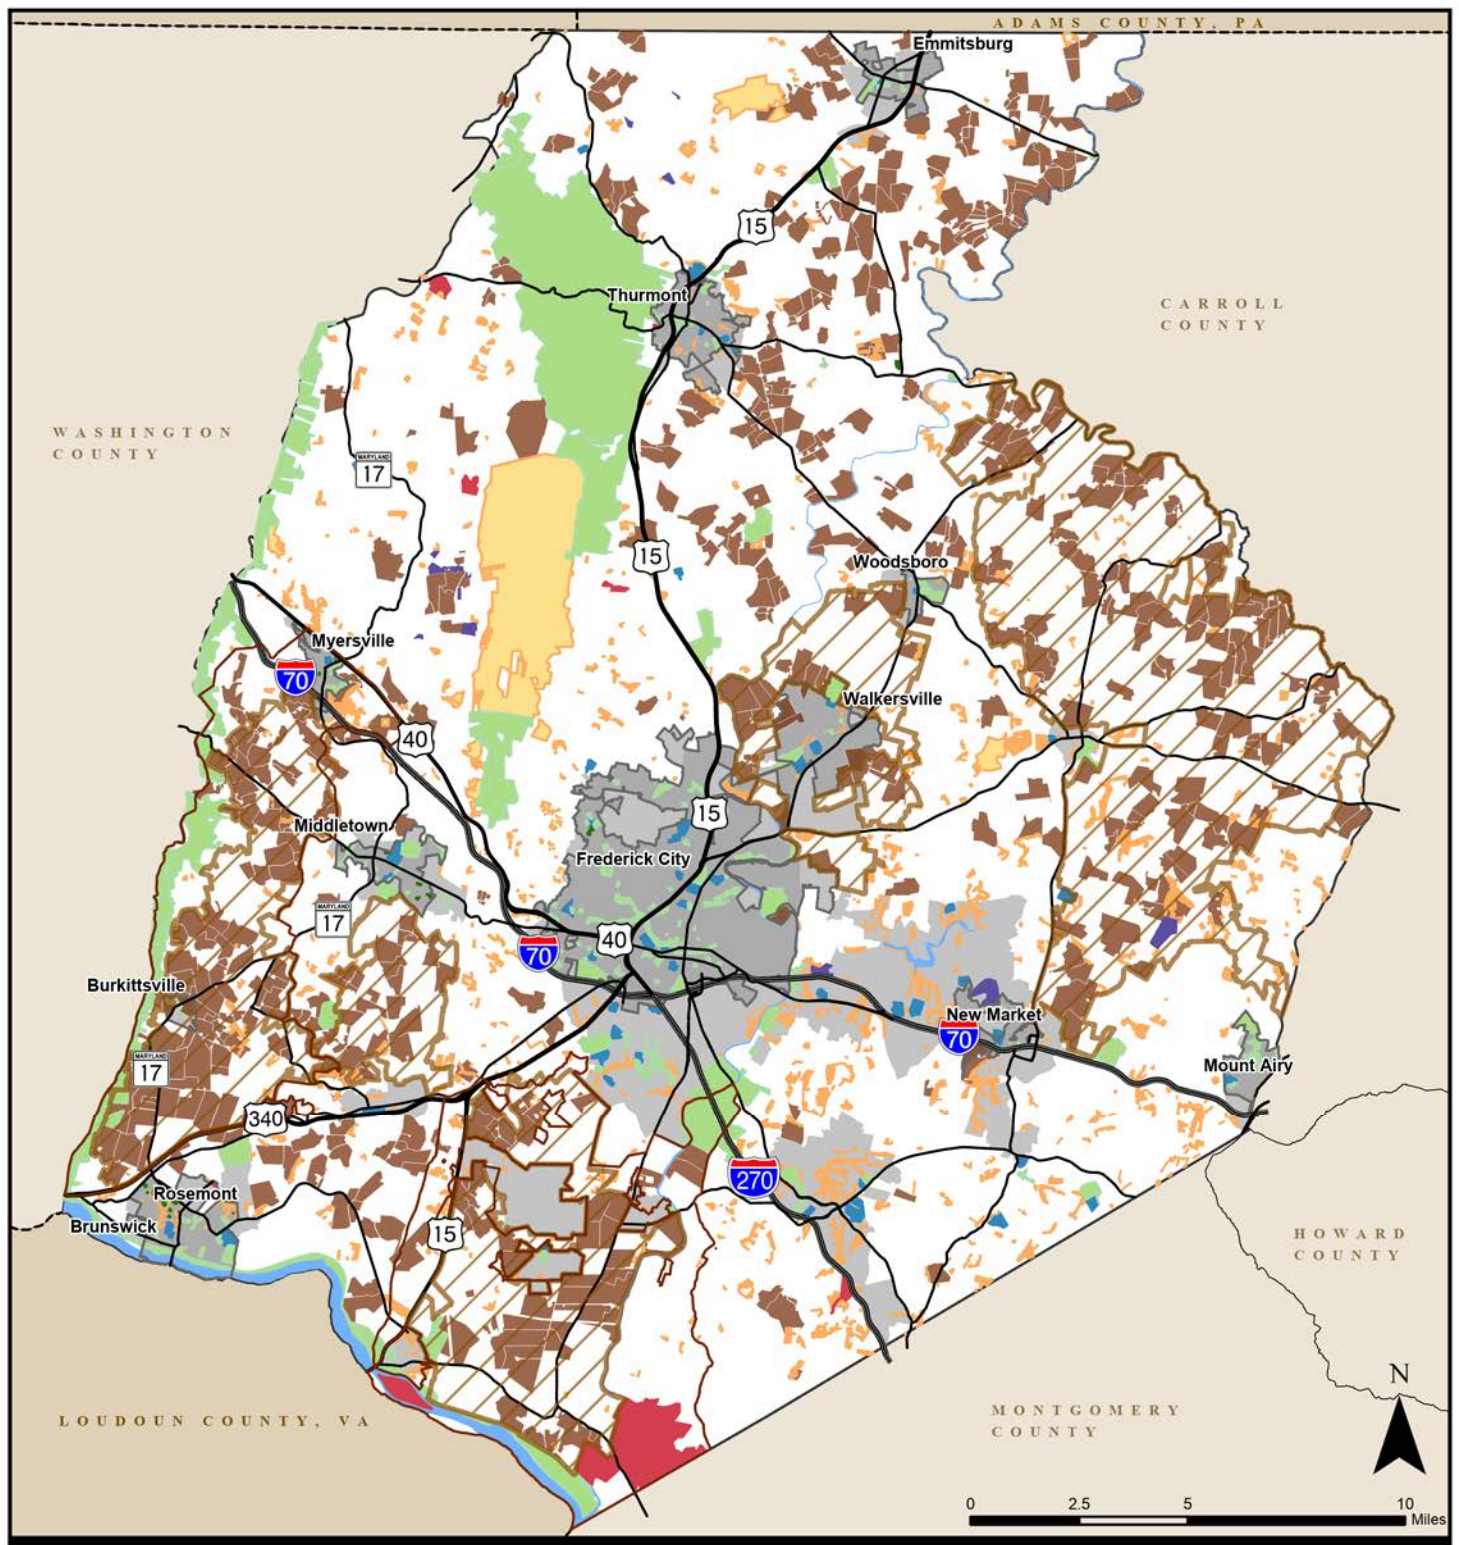 ADAMS COUNTY, PA
Emmitsburg
15
Thurmont
CARROLL
COUNTY
WASHINGTON
COUNTY
MARYLAND
17
15
Woodsboro
Myersville
70
Walkersville
40
15
Middletown
Frederick City
MARYLAND
17
40
70
Burkittsville
New Market
70
MARYLAND
17
Mount Airy
340
270
Rosemont
Brunswick
15
HOWARD
COUNTY
N
LOUDOUN COUNTY, VA
MONTGOMERY
COUNTY
0 2.5 5 10
Miles